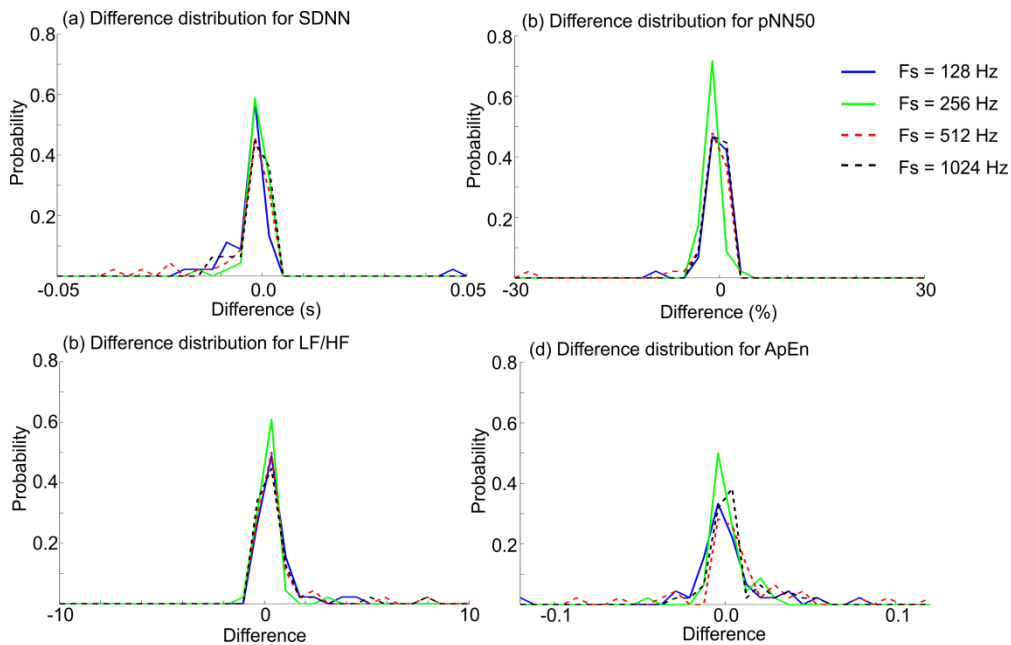 (a) Difference distribution for SDNN
0.8
0.6
0.4
0.2
Probability
-0.05
0.0
0.05
Difference (s)
(b) Difference distribution for pNN50
0.8
0.6
0.4
0.2
Probability
-30
0
30
Difference (%)
Fs = 128 Hz
Fs = 256 Hz
Fs = 512 Hz
Fs = 1024 Hz
(b) Difference distribution for LF/HF
0.8
0.6
0.4
0.2
Probability
-10
0
10
Difference
(d) Difference distribution for ApEn
0.8
0.6
0.4
0.2
Probability
-0.1
0.0
0.1
Difference